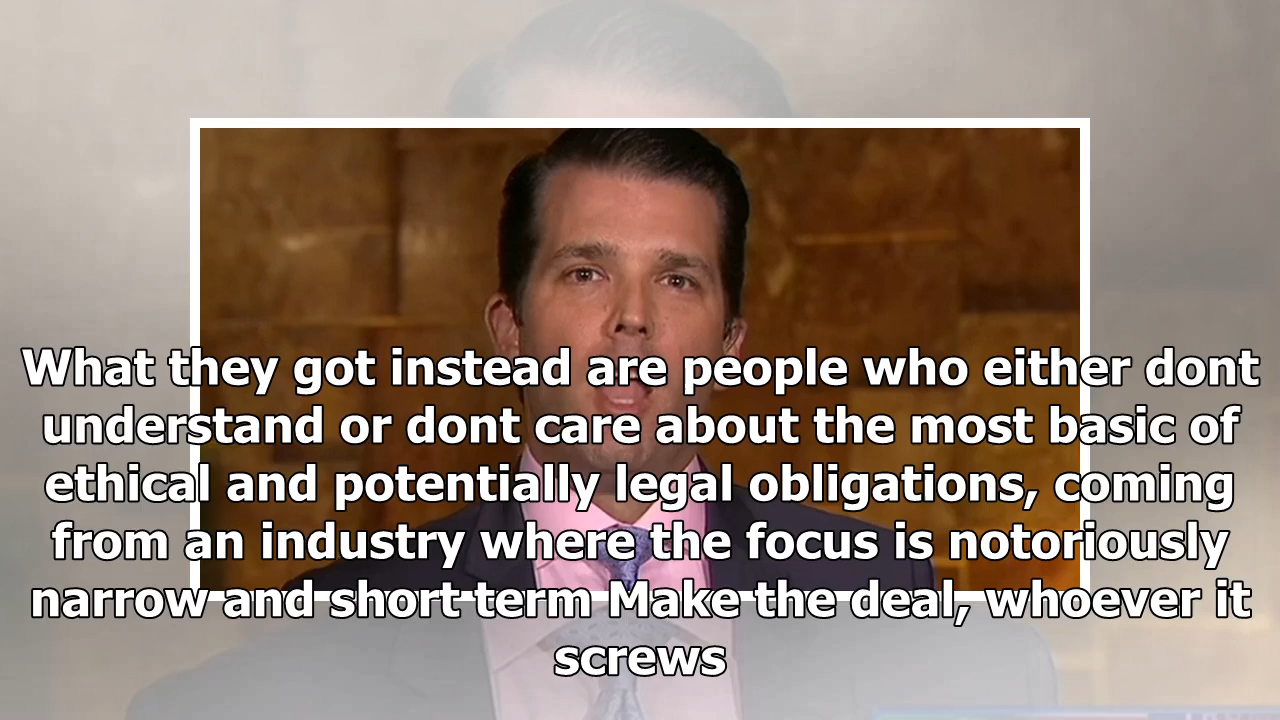 What they got instead are people who either dont
understand or dont care about the most basic of
ethical and potentially legal obligations, coming
from an industry where the focus is notoriously
narrow and short term Make the deal, whoever it
screws